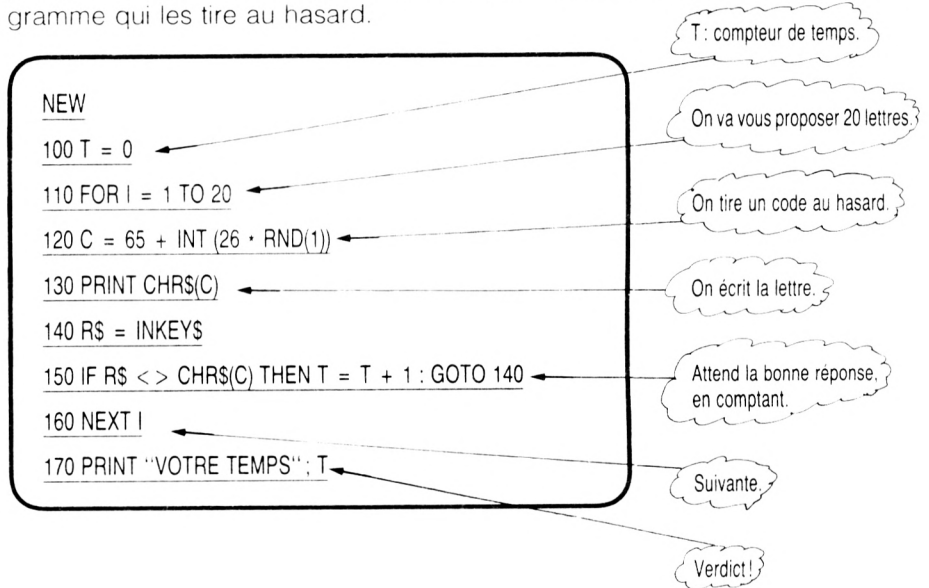 gramme qui les tire au hasard.
T : compteur de temps.
NEW
100 T = 0
On va vous proposer 20 lettres.
110 FOR I = 1 TO 20
On tire un code au hasard.
120 C = 65 + INT (26 * RND(1))
130 PRINT CHR$(C)
On écrit la lettre.
140 R$ = INKEY$
150 IF R$ < > CHR$(C) THEN T = T + 1 : GOTO 140
Attend la bonne réponse,
en comptant.
160 NEXT I
170 PRINT "VOTRE TEMPS" ; T
Suivante.
Verdict !